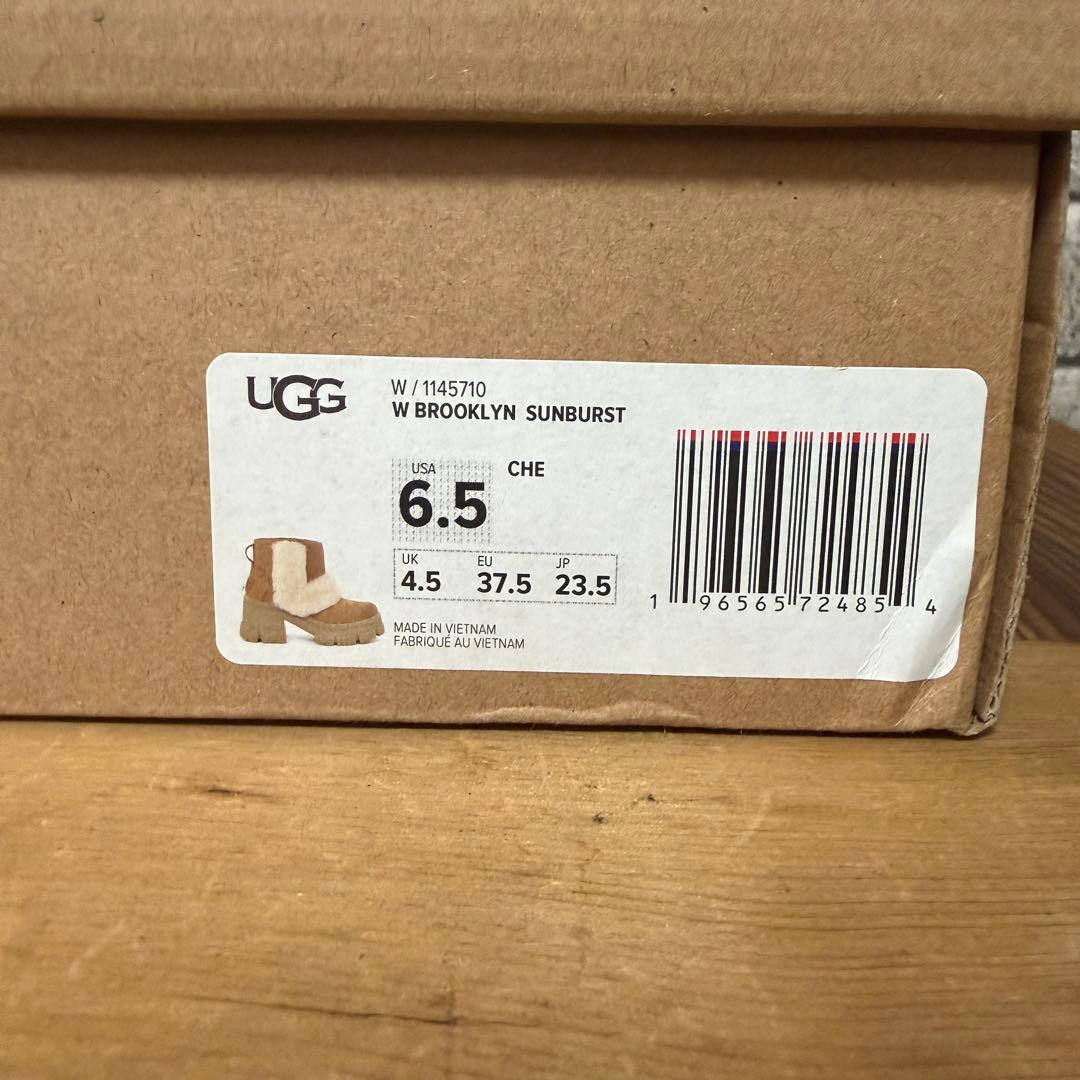 UGG
W / 1145710
W BROOKLYN SUNBURST
USA
6.5
CHE
UK EU JP
4.5 37.5 23.5
MADE IN VIETNAM
FABRIQUÉ AU VIETNAM
1 96565 72485 4